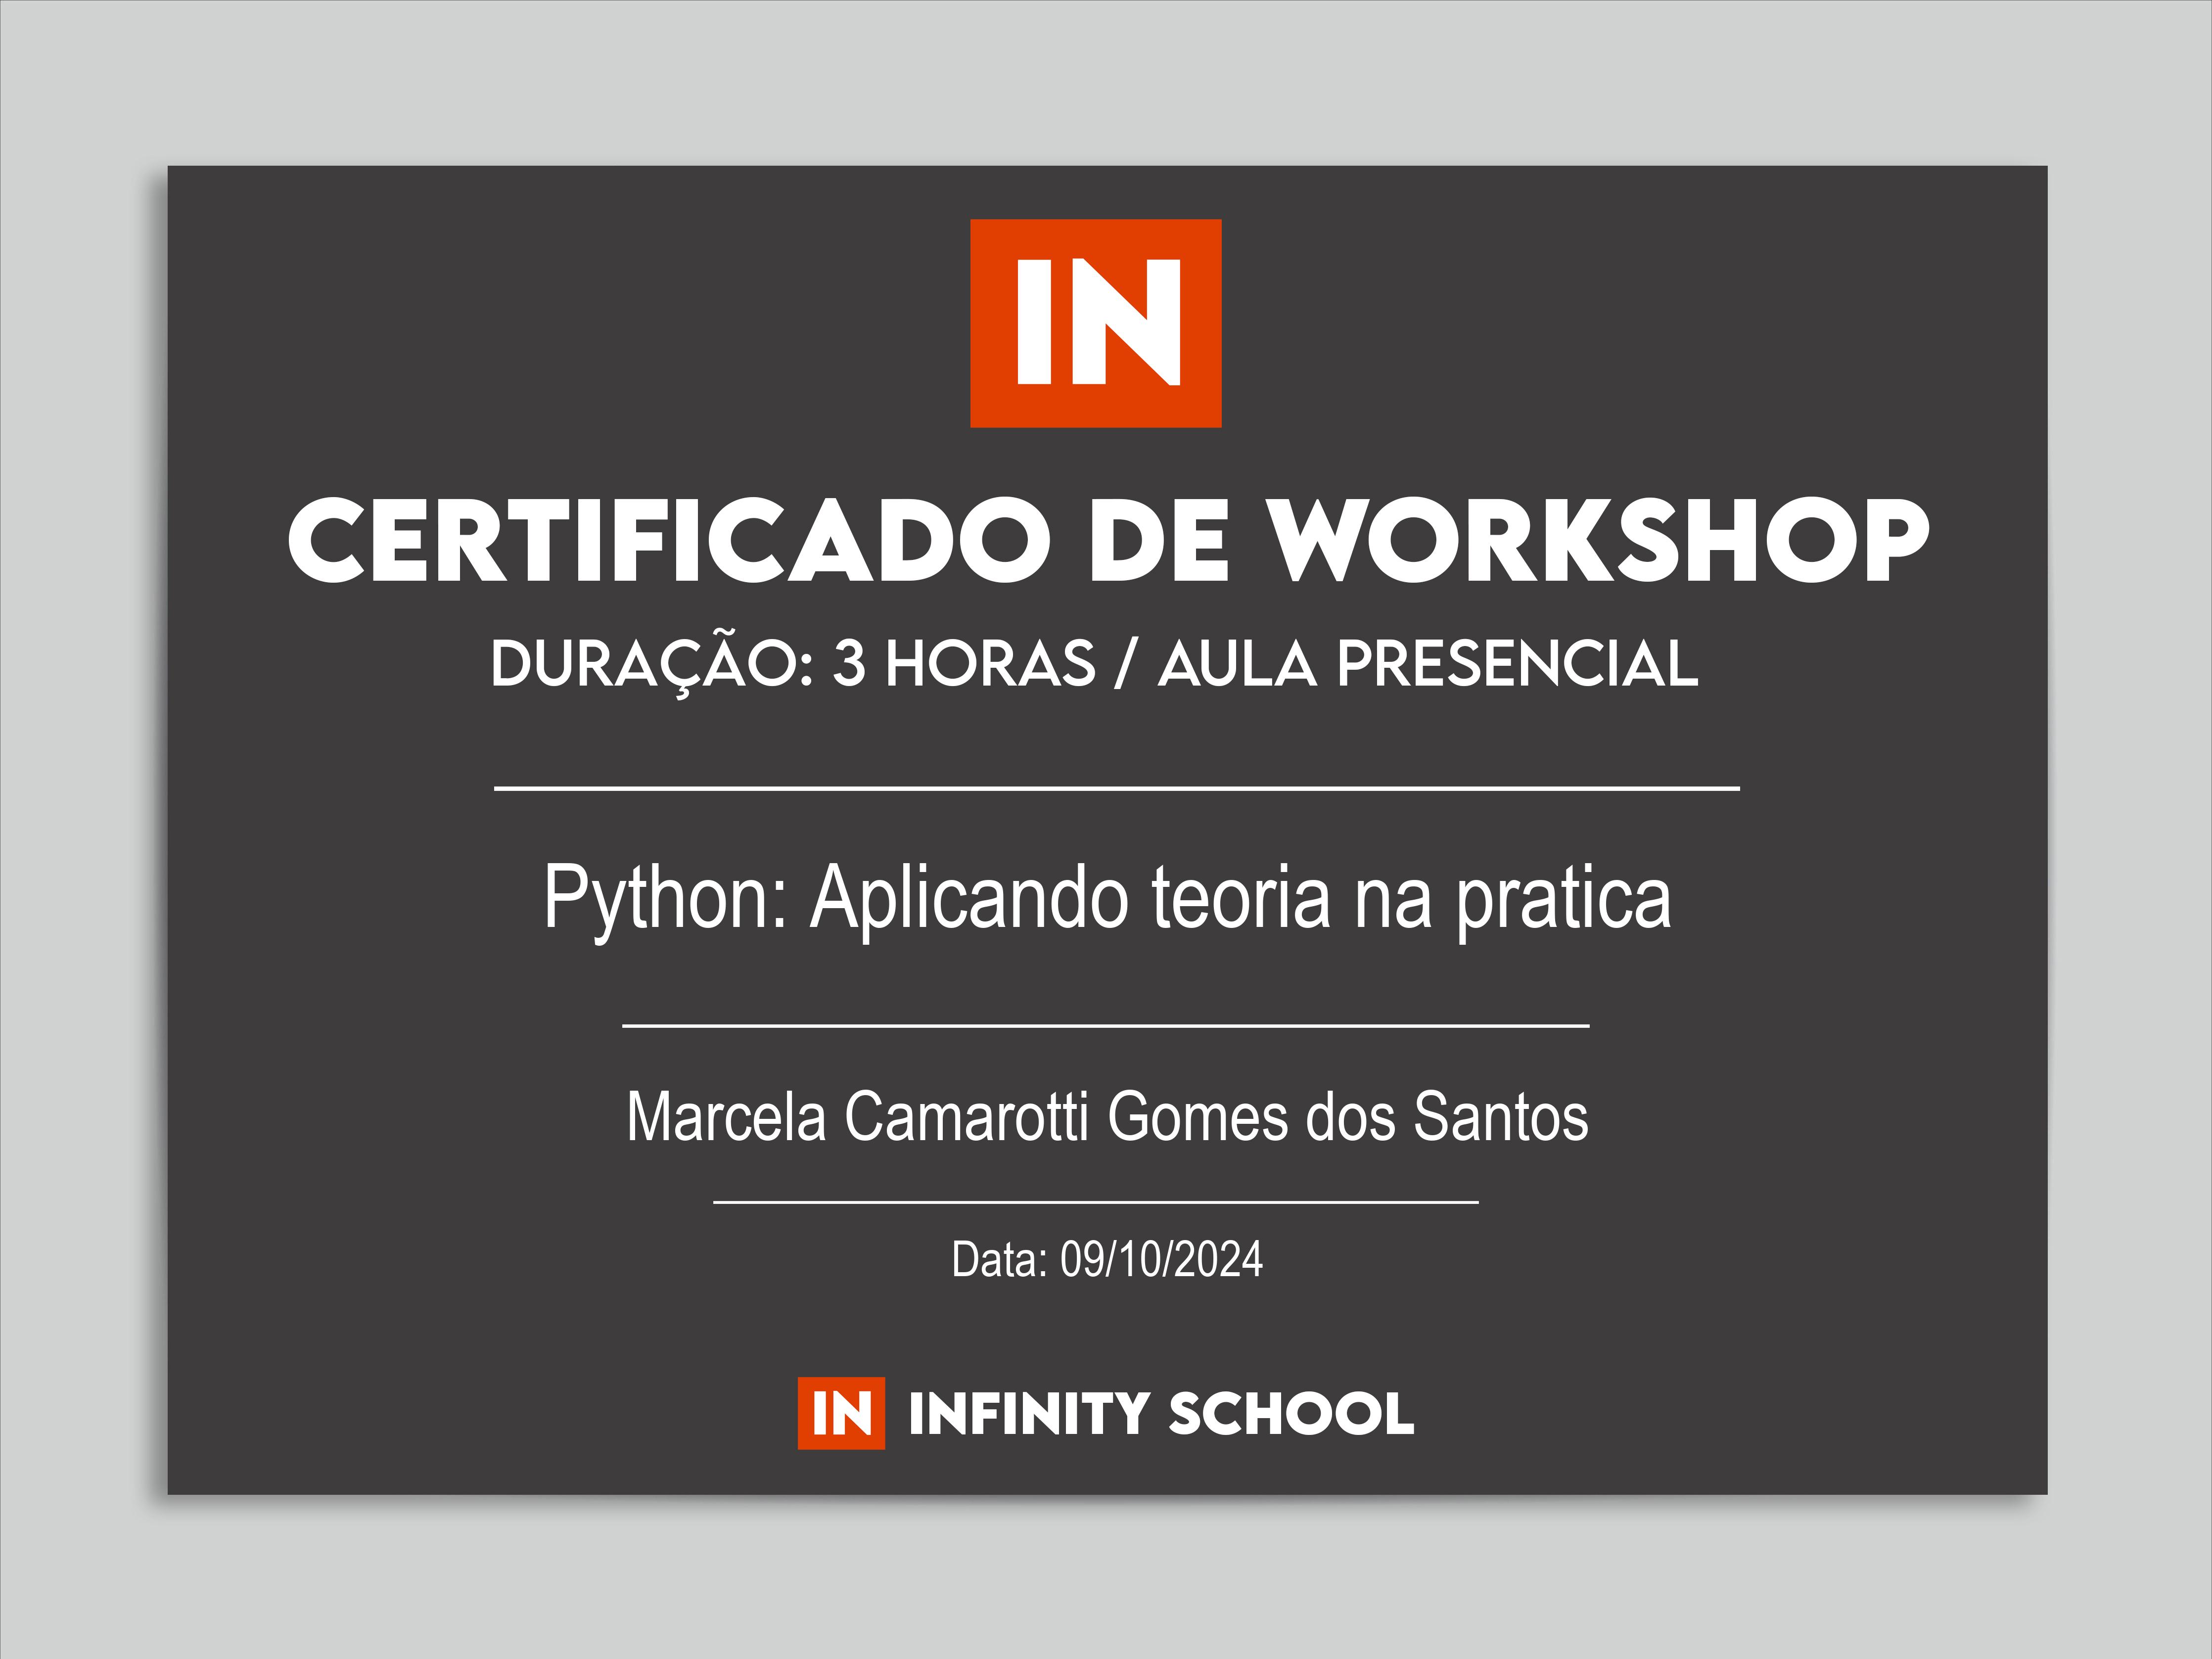 IN
CERTIFICADO DE WORKSHOP
DURAÇÃO: 3 HORAS / AULA PRESENCIAL
Python: Aplicando teoria na pratica
Marcela Camarotti Gomes dos Santos
Data: 09/10/2024
IN INFINITY SCHOOL